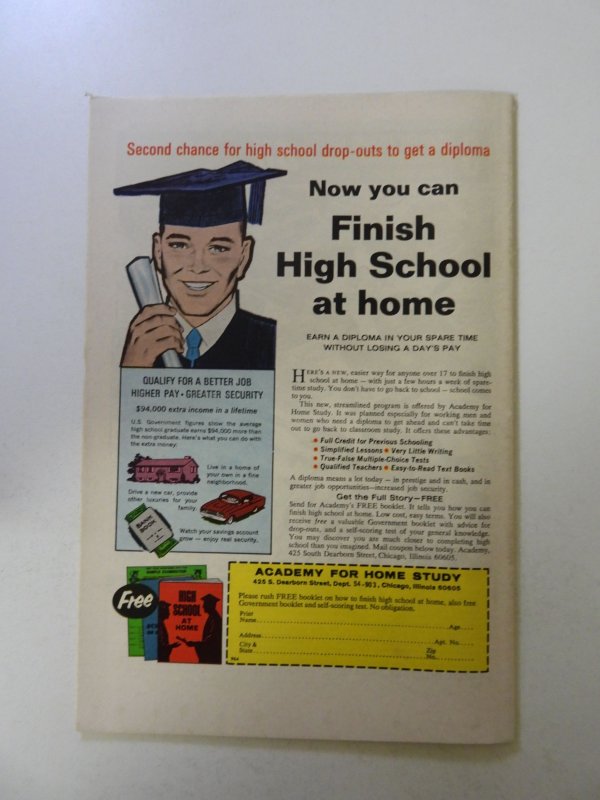 Second chance for high school drop-outs to get a diploma
Now you can
Finish
High School
at home
EARN A DIPLOMA IN YOUR SPARE TIME
WITHOUT LOSING A DAY'S PAY
HERE'S A NEW, easier way for anyone over 17 to finish high
school at home — with just a few hours a week of spare-
time study. You don't have to go back to school — school comes
to you.
This new, streamlined program is offered by Academy for
Home Study. It was planned especially for working men and
women who need a diploma to get ahead and can't take time
out to go back to classroom study. It offers these advantages:
• Full Credit for Previous Schooling
• Simplified Lessons • Very Little Writing
• True-False Multiple-Choice Tests
• Qualified Teachers • Easy-to-Read Text Books
A diploma means a lot today — in prestige and in cash, and in
greater job opportunities—increased job security.
Get the Full Story—FREE
Send for Academy's FREE booklet. It tells you how you can
finish high school at home. Low cost, easy terms. You will also
receive free a valuable Government booklet with advice for
drop-outs, and a self-scoring test of your general knowledge.
You may discover you are much closer to completing high
school than you imagined. Mail coupon below today. Academy,
425 South Dearborn Street, Chicago, Illinois 60605.
QUALIFY FOR A BETTER JOB
HIGHER PAY • GREATER SECURITY
$94,000 extra income in a lifetime
U.S. Government figures show the average
high school graduate earns $94,000 more than
the non-graduate. Here's what you can do with
the extra money:
Live in a home of
your own in a fine
neighborhood.
Drive a new car, provide
other luxuries for your
family.
BANK
BOOK
Watch your savings account
grow — enjoy real security.
Free
HIGH
SCHOOL
AT
HOME
ACADEMY FOR HOME STUDY
425 S. Dearborn Street, Dept. 54-903, Chicago, Illinois 60605
Please rush FREE booklet on how to finish high school at home, also free
Government booklet and self-scoring test. No obligation.
Print
Name Age
Address Apt. No.
City & Zip
State No.